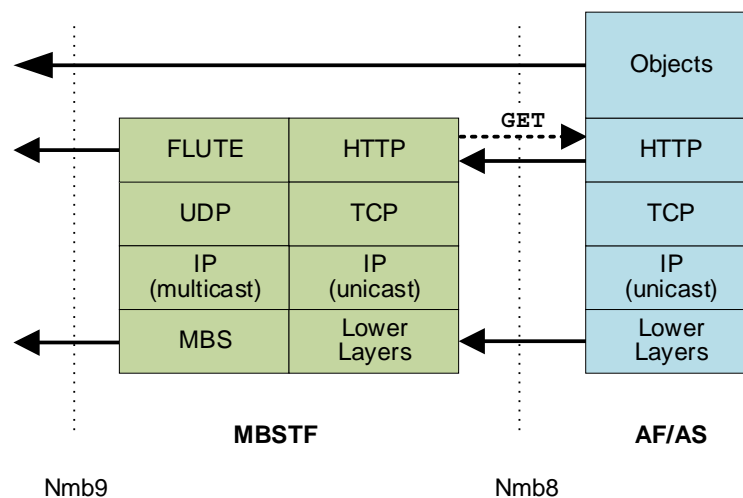 Objects
GET
FLUTE HTTP HTTP
UDP TCP TCP
IP (multicast) IP (unicast) IP (unicast)
MBS Lower Layers Lower Layers
MBSTF AF/AS
Nmb9 Nmb8